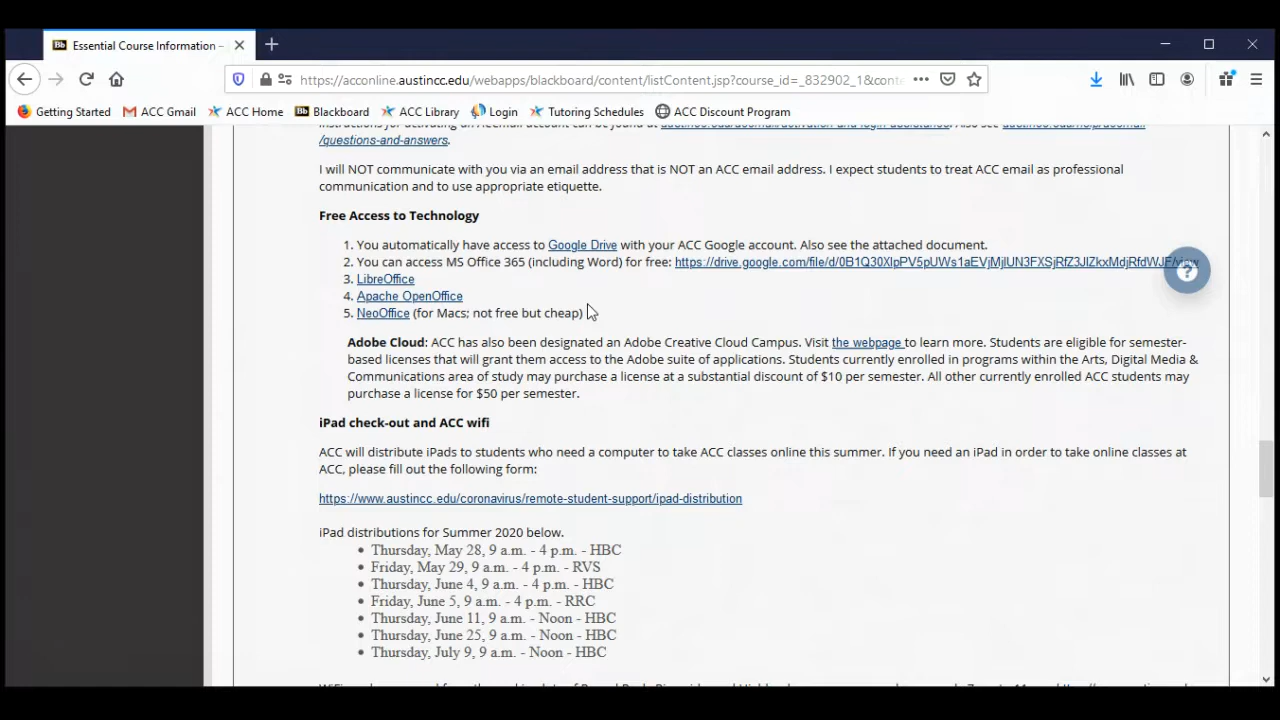 Essential Course Information –
https://acconline.austincc.edu/webapps/blackboard/content/listContent.jsp?course_id=_832902_1&conte
Getting Started ACC Gmail ACC Home Blackboard ACC Library Login Tutoring Schedules ACC Discount Program
/questions-and-answers.
I will NOT communicate with you via an email address that is NOT an ACC email address. I expect students to treat ACC email as professional
communication and to use appropriate etiquette.
Free Access to Technology
1. You automatically have access to Google Drive with your ACC Google account. Also see the attached document.
2. You can access MS Office 365 (including Word) for free:
3. LibreOffice
4. Apache OpenOffice
5. NeoOffice (for Macs; not free but cheap)
Adobe Cloud: ACC has also been designated an Adobe Creative Cloud Campus. Visit the webpage to learn more. Students are eligible for semester-
based licenses that will grant them access to the Adobe suite of applications. Students currently enrolled in programs within the Arts, Digital Media &
Communications area of study may purchase a license at a substantial discount of $10 per semester. All other currently enrolled ACC students may
purchase a license for $50 per semester.
iPad check-out and ACC wifi
ACC will distribute iPads to students who need a computer to take ACC classes online this summer. If you need an iPad in order to take online classes at
ACC, please fill out the following form:
https://www.austincc.edu/coronavirus/remote-student-support/ipad-distribution
iPad distributions for Summer 2020 below.
• Thursday, May 28, 9 a.m. - 4 p.m. - HBC
• Friday, May 29, 9 a.m. - 4 p.m. - RVS
• Thursday, June 4, 9 a.m. - 4 p.m. - HBC
• Friday, June 5, 9 a.m. - 4 p.m. - RRC
• Thursday, June 11, 9 a.m. - Noon - HBC
• Thursday, June 25, 9 a.m. - Noon - HBC
• Thursday, July 9, 9 a.m. - Noon - HBC